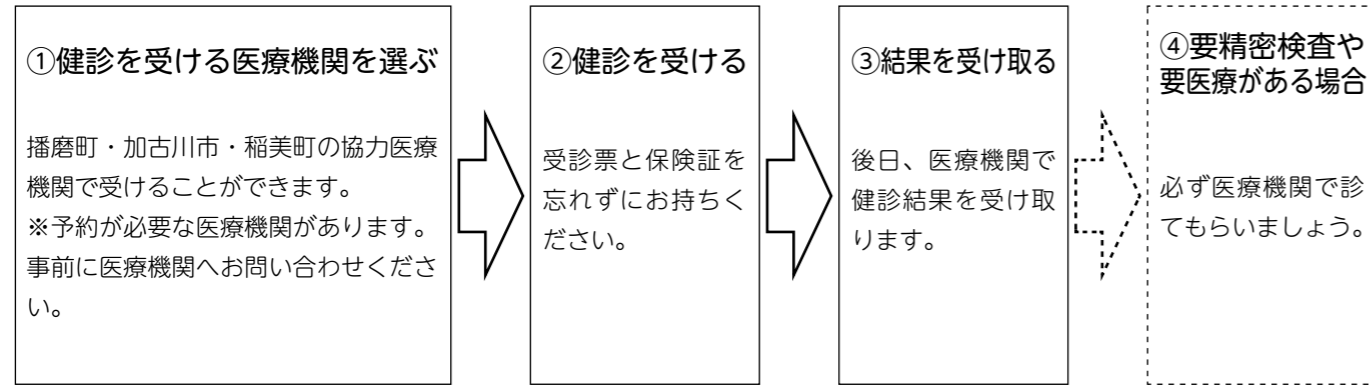 ①健診を受ける医療機関を選ぶ
播磨町・加古川市・稲美町の協力医療
機関で受けることができます。
※予約が必要な医療機関があります。
事前に医療機関へお問い合わせくださ
い。
②健診を受ける
受診票と保険証を
忘れずにお持ちく
ださい。
③結果を受け取る
後日、医療機関で
健診結果を受け取
ります。
④要精密検査や
要医療がある場合
必ず医療機関で診
てもらいましょう。